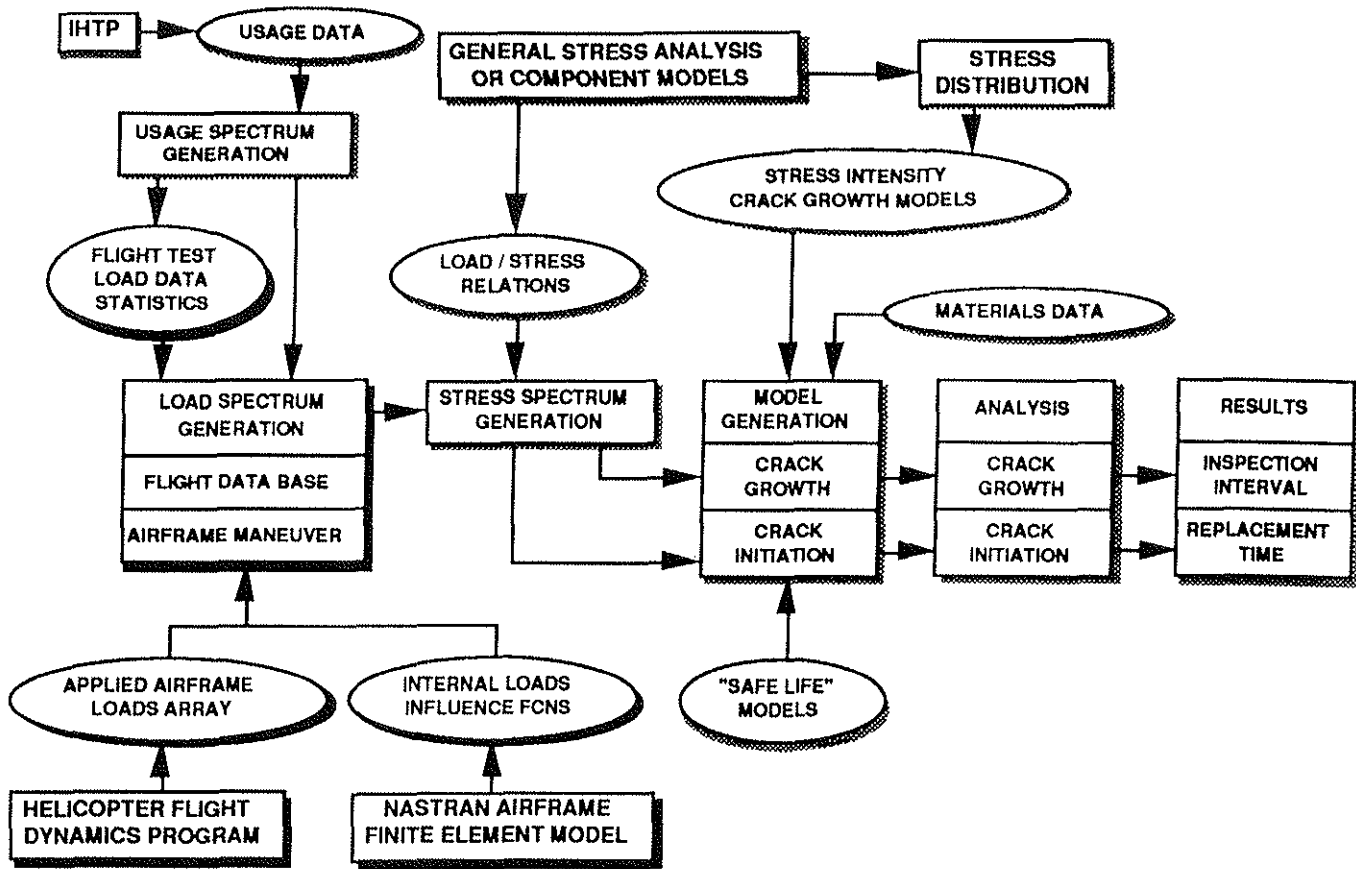 IHTP
USAGE DATA
GENERAL STRESS ANALYSIS
OR COMPONENT MODELS
STRESS
DISTRIBUTION
USAGE SPECTRUM
GENERATION
STRESS INTENSITY
CRACK GROWTH MODELS
FLIGHT TEST
LOAD DATA
STATISTICS
LOAD / STRESS
RELATIONS
MATERIALS DATA
LOAD SPECTRUM
GENERATION
FLIGHT DATA BASE
AIRFRAME MANEUVER
STRESS SPECTRUM
GENERATION
MODEL
GENERATION
CRACK
GROWTH
CRACK
INITIATION
ANALYSIS
CRACK
GROWTH
CRACK
INITIATION
RESULTS
INSPECTION
INTERVAL
REPLACEMENT
TIME
APPLIED AIRFRAME
LOADS ARRAY
INTERNAL LOADS
INFLUENCE FCNS
"SAFE LIFE"
MODELS
HELICOPTER FLIGHT
DYNAMICS PROGRAM
NASTRAN AIRFRAME
FINITE ELEMENT MODEL